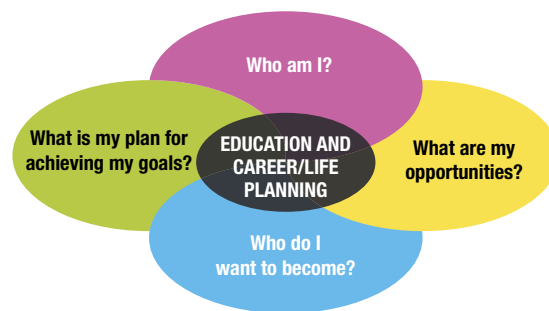 Who am I?
What is my plan for
achieving my goals?
EDUCATION AND
CAREER/LIFE
PLANNING
What are my
opportunities?
Who do I
want to become?